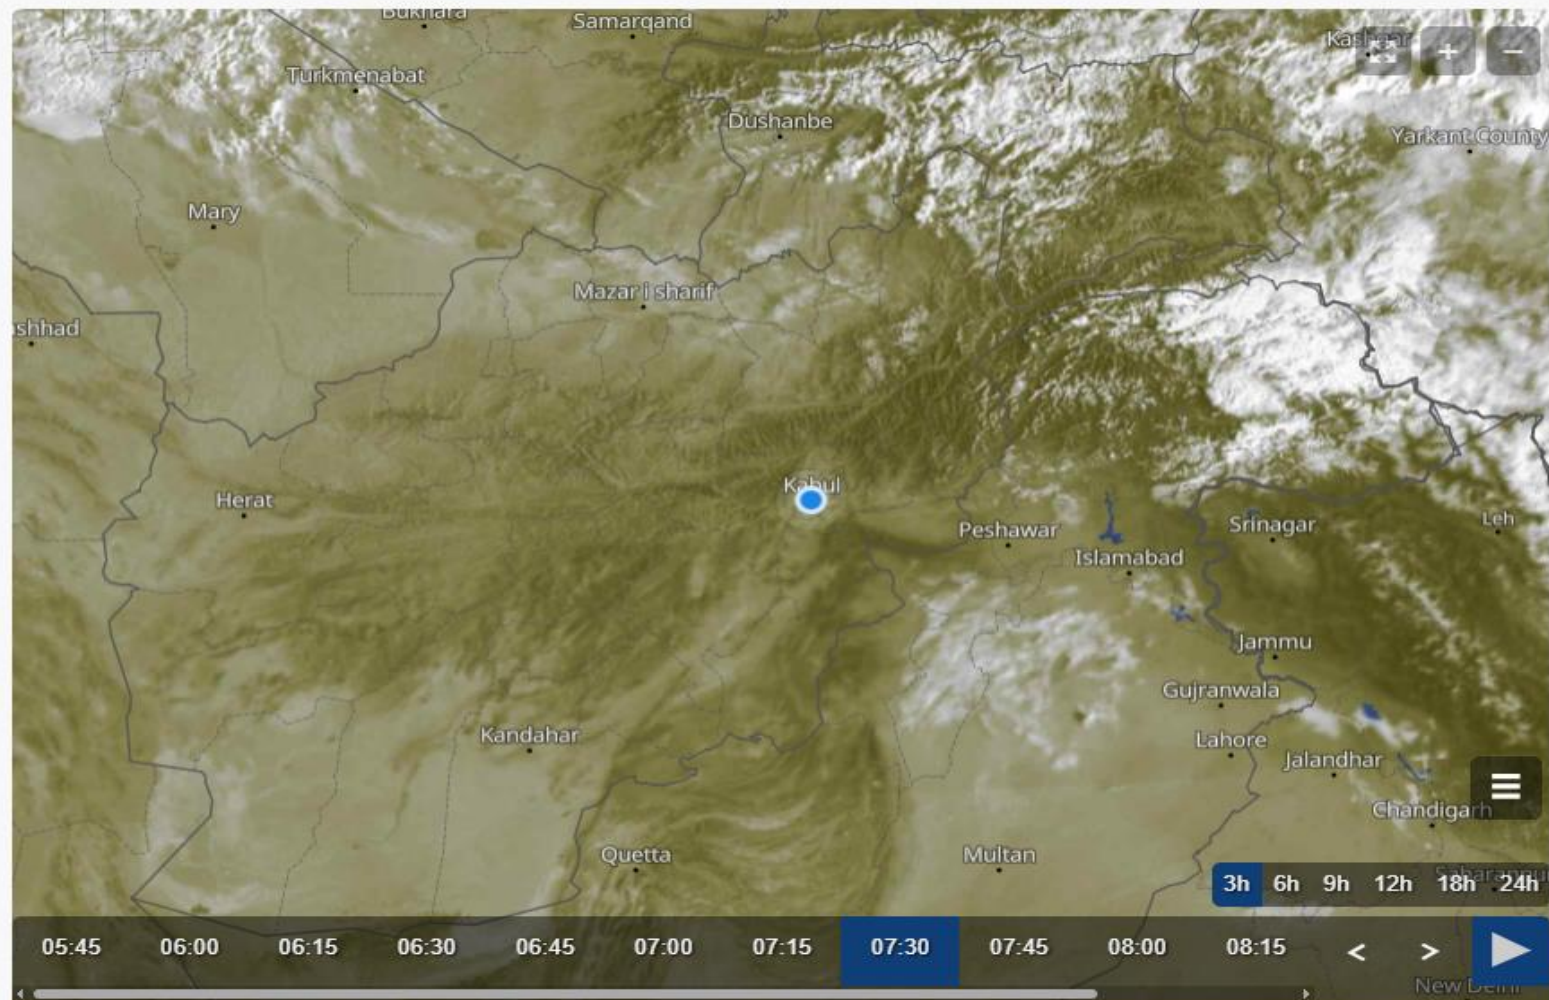 Bukhara
Samarqand
Kashgar
+
−
Turkmenabat
Dushanbe
Yarkant County
Mary
Mazar i sharif
shhad
Kabul
Herat
Peshawar
Srinagar
Leh
Islamabad
Jammu
Gujranwala
Kandahar
Lahore
Jalandhar
Chandigarh
Quetta
Multan
Saharanpur
3h 6h 9h 12h 18h 24h
05:45 06:00 06:15 06:30 06:45 07:00 07:15 07:30 07:45 08:00 08:15 < >
New Delhi